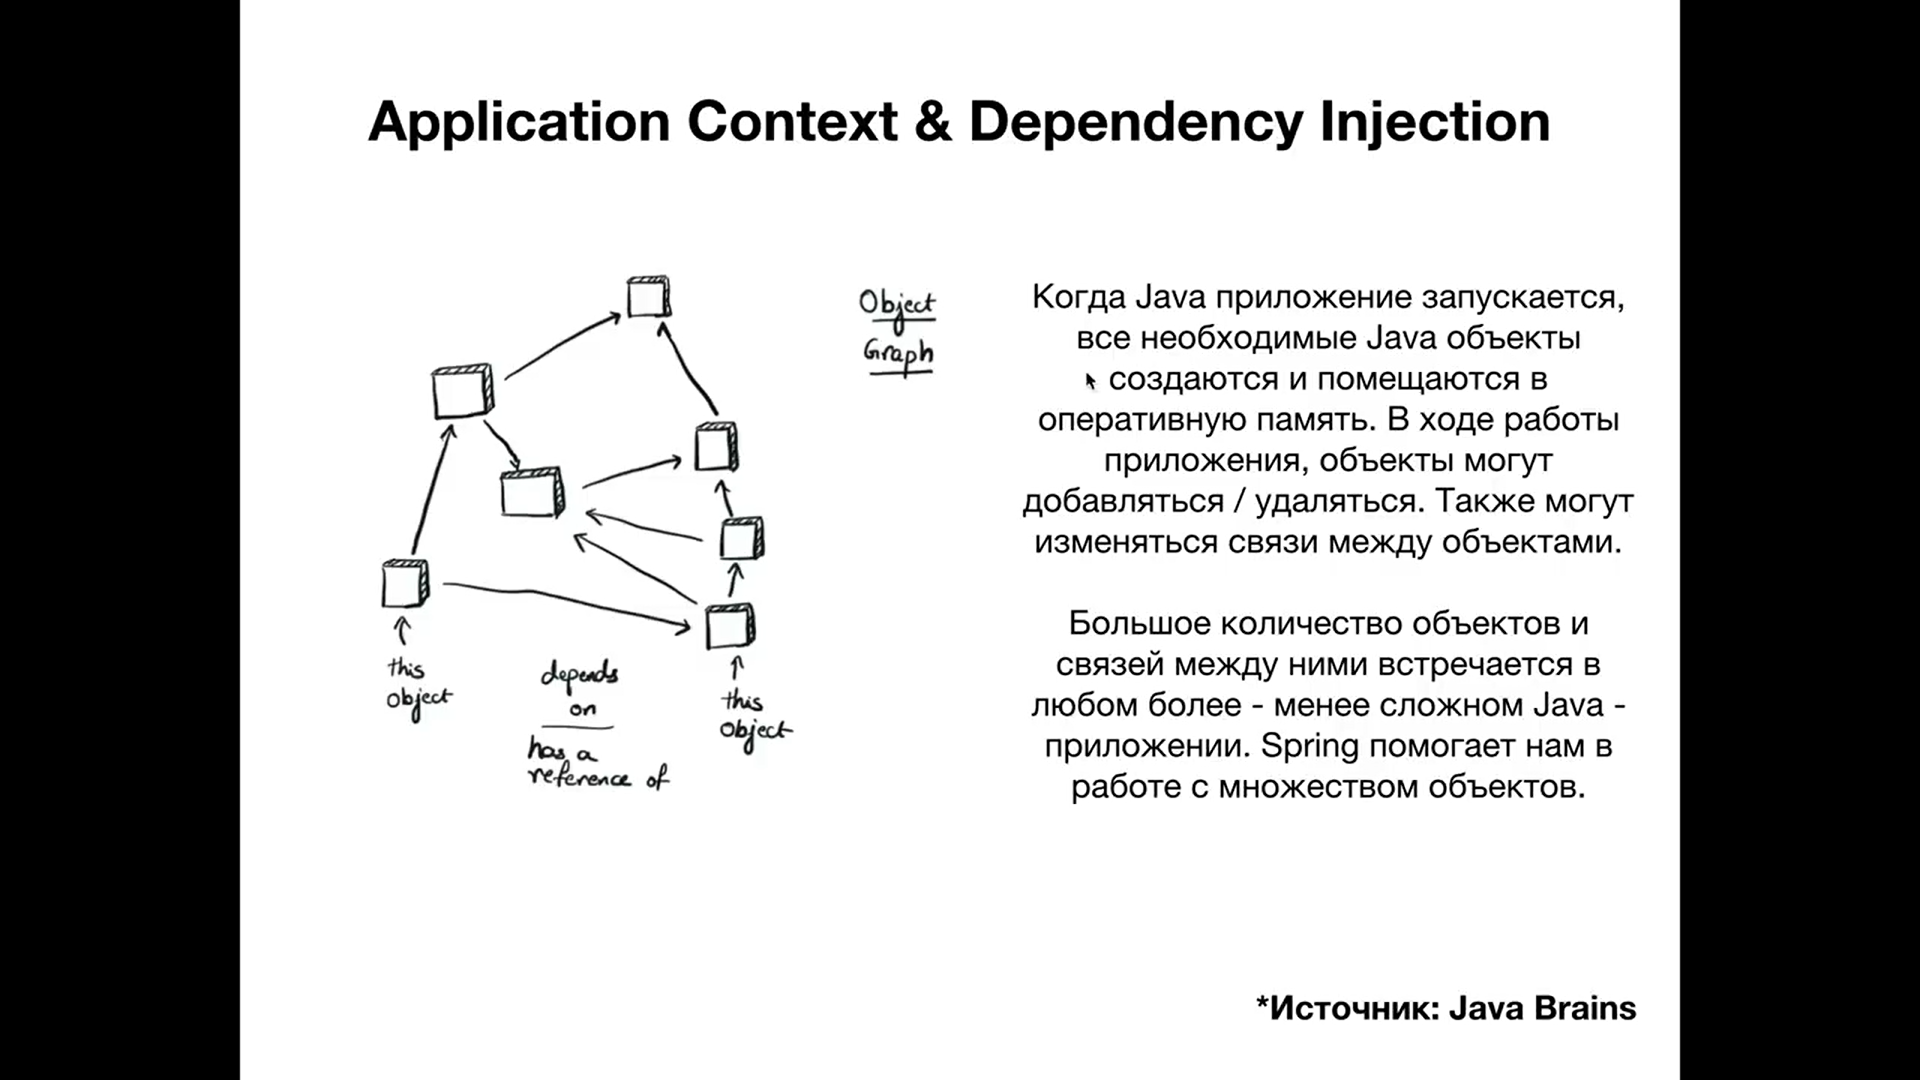 Application Context & Dependency Injection
Object
Graph
this
object
depends
on
has a
reference of
this
object
Когда Java приложение запускается,
все необходимые Java объекты
создаются и помещаются в
оперативную память. В ходе работы
приложения, объекты могут
добавляться / удаляться. Также могут
изменяться связи между объектами.
Большое количество объектов и
связей между ними встречается в
любом более - менее сложном Java -
приложении. Spring помогает нам в
работе с множеством объектов.
*Источник: Java Brains